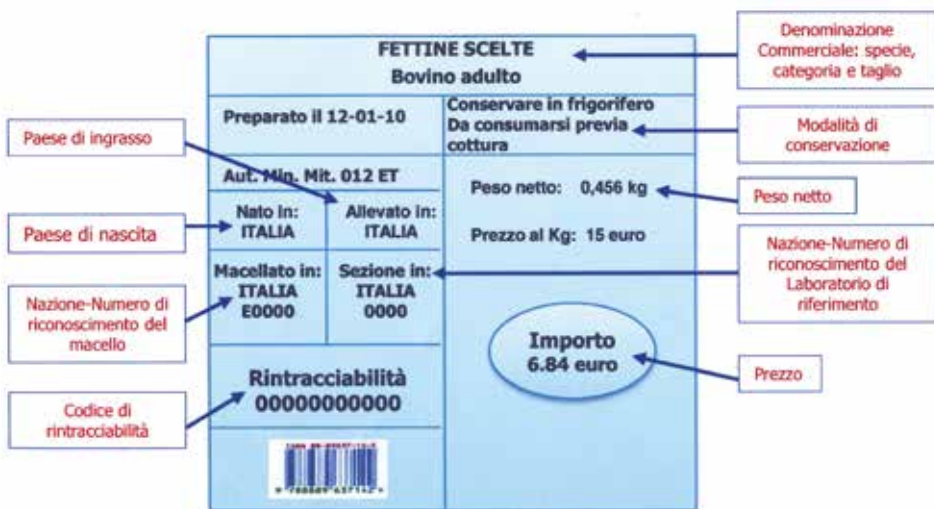 FETTINE SCELTE
Bovino adulto
Preparato il 12-01-10
Conservare in frigorifero
Da consumarsi previa
cottura
Aut. Min. Mit. 012 ET
Nato in:
ITALIA
Allevato in:
ITALIA
Macellato in:
ITALIA
E0000
Sezione in:
ITALIA
0000
Rintracciabilità
00000000000
Peso netto: 0,456 kg
Prezzo al Kg: 15 euro
Importo
6.84 euro
Paese di ingrasso
Paese di nascita
Nazione-Numero di
riconoscimento del
macello
Codice di
rintracciabilità
Denominazione
Commerciale: specie,
categoria e taglio
Modalità di
conservazione
Peso netto
Nazione-Numero di
riconoscimento del
Laboratorio di
riferimento
Prezzo